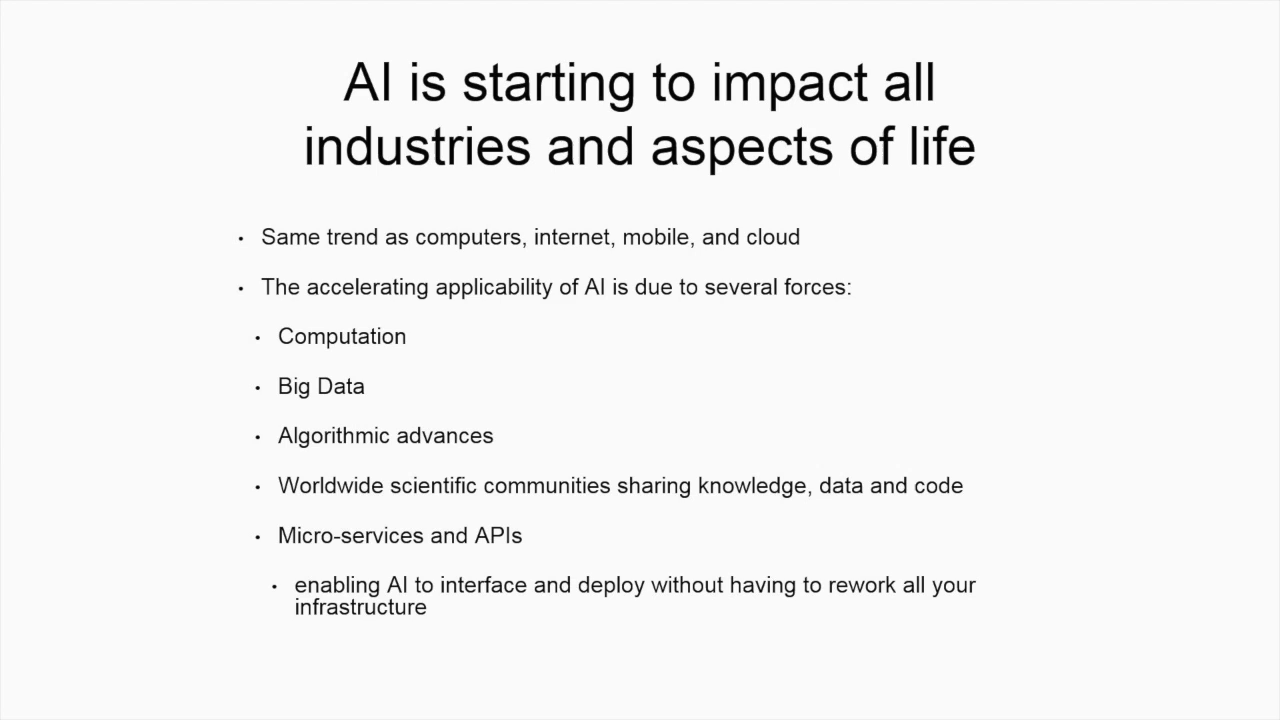 AI is starting to impact all
industries and aspects of life
• Same trend as computers, internet, mobile, and cloud
• The accelerating applicability of AI is due to several forces:
• Computation
• Big Data
• Algorithmic advances
• Worldwide scientific communities sharing knowledge, data and code
• Micro-services and APIs
• enabling AI to interface and deploy without having to rework all your
infrastructure